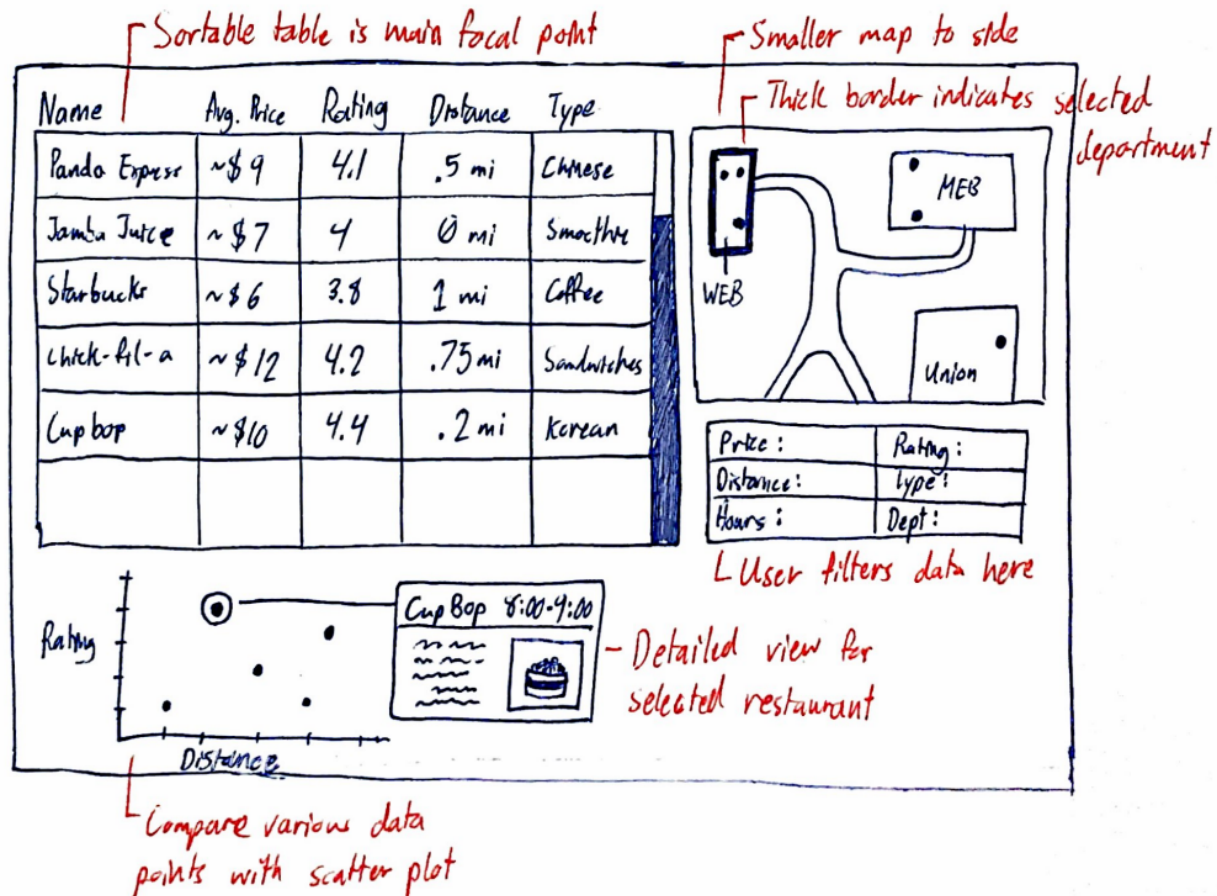 Sortable table is main focal point
Smaller map to side
Thick border indicates selected
department
Name Avg. Price Rating Distance Type
Panda Express ~$9 4.1 .5 mi Chinese
Jamba Juice ~$7 4 0 mi Smoothie
Starbucks ~$6 3.8 1 mi Coffee
Chick-fil-a ~$12 4.2 .75 mi Sandwiches
Cup bop ~$10 4.4 .2 mi Korean
WEB
MEB
Union
Price: Rating:
Distance: Type:
Hours: Dept:
User filters data here
Rating
Distance
Cup Bop 8:00-9:00
Detailed view for
selected restaurant
Compare various data
points with scatter plot